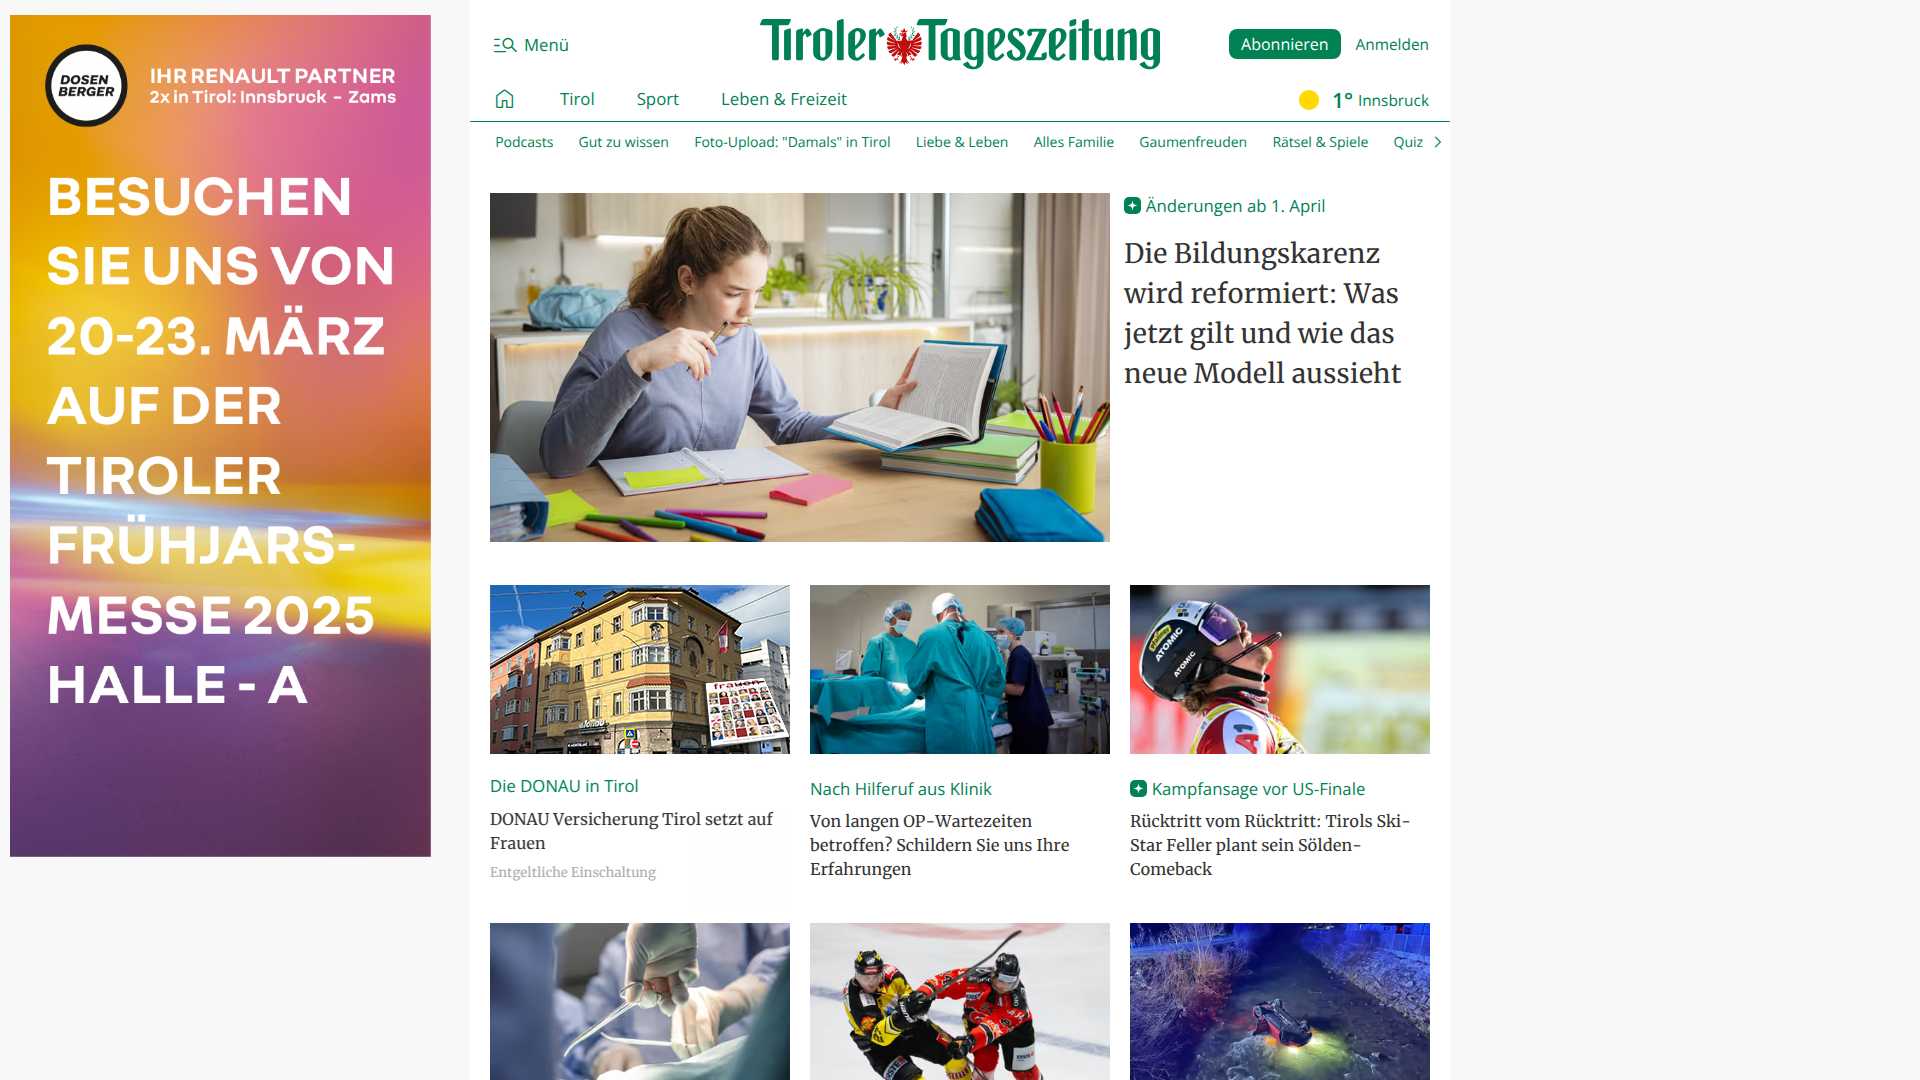 DOSEN
BERGER
IHR RENAULT PARTNER
2x in Tirol: Innsbruck - Zams
BESUCHEN
SIE UNS VON
20-23. MÄRZ
AUF DER
TIROLER
FRÜHJARS-
MESSE 2025
HALLE - A
Menü
Tiroler Tageszeitung
Abonnieren
Anmelden
Tirol
Sport
Leben & Freizeit
1° Innsbruck
Podcasts
Gut zu wissen
Foto-Upload: "Damals" in Tirol
Liebe & Leben
Alles Familie
Gaumenfreuden
Rätsel & Spiele
Quiz
Änderungen ab 1. April
Die Bildungskarenz
wird reformiert: Was
jetzt gilt und wie das
neue Modell aussieht
donau
frauen
ATOMIC
ATOMIC
A1
Die DONAU in Tirol
DONAU Versicherung Tirol setzt auf
Frauen
Entgeltliche Einschaltung
Nach Hilferuf aus Klinik
Von langen OP-Wartezeiten
betroffen? Schildern Sie uns Ihre
Erfahrungen
Kampfansage vor US-Finale
Rücktritt vom Rücktritt: Tirols Ski-
Star Feller plant sein Sölden-
Comeback